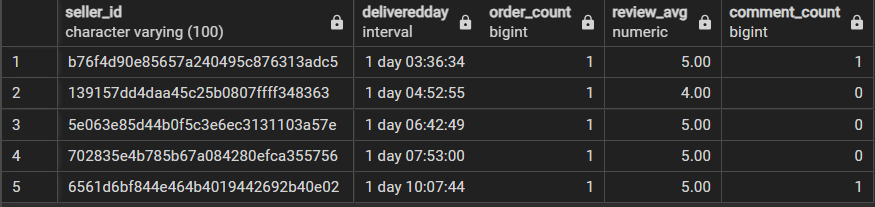 seller_id deliveredday order_count review_avg comment_count
character varying (100) interval bigint numeric bigint
1 b76f4d90e85657a240495c876313adc5 1 day 03:36:34 1 5.00 1
2 139157dd4daa45c25b0807ffff348363 1 day 04:52:55 1 4.00 0
3 5e063e85d44b0f5c3e6ec3131103a57e 1 day 06:42:49 1 5.00 0
4 702835e4b785b67a084280efca355756 1 day 07:53:00 1 5.00 0
5 6561d6bf844e464b4019442692b40e02 1 day 10:07:44 1 5.00 1